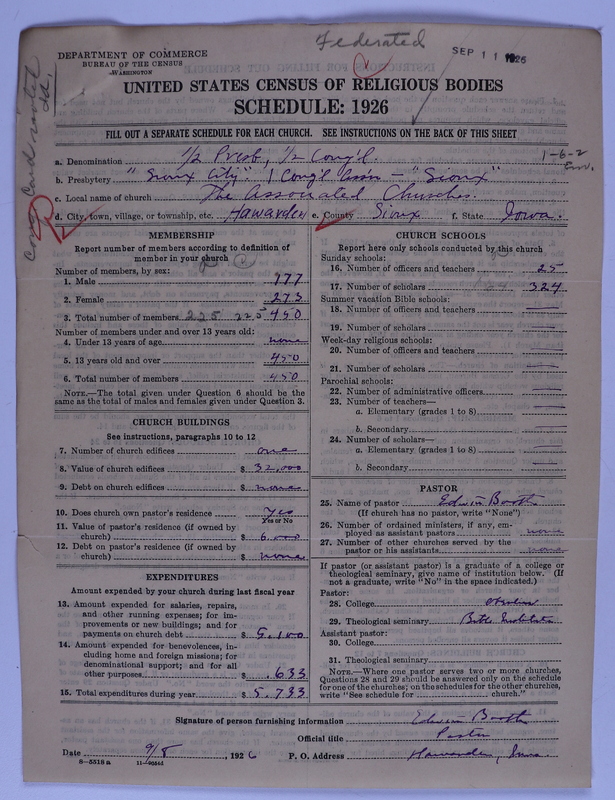 Federated
SEP 11 1926
DEPARTMENT OF COMMERCE
BUREAU OF THE CENSUS
WASHINGTON
UNITED STATES CENSUS OF RELIGIOUS BODIES
SCHEDULE: 1926
FILL OUT A SEPARATE SCHEDULE FOR EACH CHURCH. SEE INSTRUCTIONS ON THE BACK OF THIS SHEET
a. Denomination 1/2 Presb, 1/2 Cong'l. 1-6-2
b. Presbytery "Sioux City". 1 Cong'l Ass'n - "Sioux"
c. Local name of church The Associated Churches.
d. City, town, village, or township, etc. Hawarden e. County Sioux f. State Iowa.
MEMBERSHIP
Report number of members according to definition of
member in your church
Number of members, by sex:
1. Male 177
2. Female 273
3. Total number of members 225 225 450
Number of members under and over 13 years old:
4. Under 13 years of age none
5. 13 years old and over 450
6. Total number of members 450
NOTE.—The total given under Question 6 should be
same as the total of males and females given under Question 3.
CHURCH BUILDINGS
See instructions, paragraphs 10 to 12
7. Number of church edifices one
8. Value of church edifices $ 32,000
9. Debt on church edifices $ none
10. Does church own pastor's residence yes
Yes or No
11. Value of pastor's residence (if owned by
church) $ 6,000
12. Debt on pastor's residence (if owned by
church) $ none
EXPENDITURES
Amount expended by your church during last fiscal year
13. Amount expended for salaries, repairs,
and other running expenses; for im-
provements or new buildings; and for
payments on church debt $ 5,100
14. Amount expended for benevolences, in-
cluding home and foreign missions; for
denominational support; and for all
other purposes $ 633
15. Total expenditures during year $ 5,733
CHURCH SCHOOLS
Report here only schools conducted by this church
Sunday schools:
16. Number of officers and teachers 25
17. Number of scholars 324
Summer vacation Bible schools:
18. Number of officers and teachers
19. Number of scholars
Week-day religious schools:
20. Number of officers and teachers
21. Number of scholars
Parochial schools:
22. Number of administrative officers
23. Number of teachers—
a. Elementary (grades 1 to 8)
b. Secondary
24. Number of scholars—
a. Elementary (grades 1 to 8)
b. Secondary
PASTOR
25. Name of pastor Edwin Booth
(If church has no pastor, write "None")
26. Number of ordained ministers, if any, em-
ployed as assistant pastors none
27. Number of other churches served by the
pastor or his assistants none
If pastor (or assistant pastor) is a graduate of a college or
theological seminary, give name of institution below. (If
not a graduate, write "No" in the space indicated.)
Pastor:
28. College Oberlin
29. Theological seminary
Assistant pastor:
30. College
31. Theological seminary
NOTE.—Where one pastor serves two or more churches,
Questions 28 and 29 should be answered only on the schedule
for one of the churches; on the schedules for the other churches,
write "See schedule for church."
Signature of person furnishing information Edwin Booth
Official title Pastor
Date 9/8, 1926 P. O. Address Hawarden, Iowa.
8-5518a